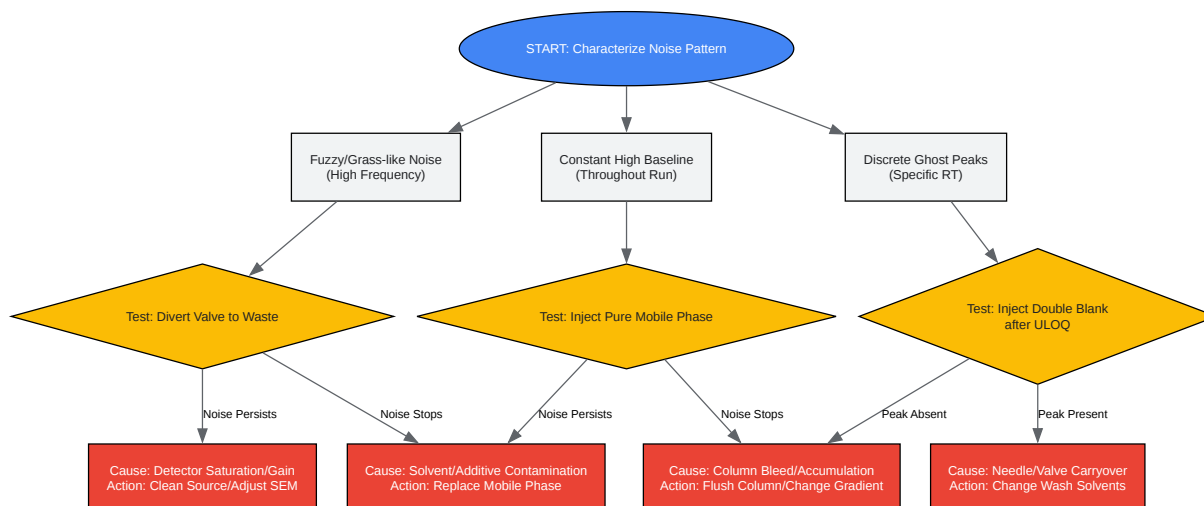 START: Characterize Noise Pattern
Fuzzy/Grass-like Noise
(High Frequency)
Constant High Baseline
(Throughout Run)
Discrete Ghost Peaks
(Specific RT)
Test: Divert Valve to Waste
Test: Inject Pure Mobile Phase
Test: Inject Double Blank
after ULOQ
Noise Persists
Noise Stops
Noise Persists
Noise Stops
Peak Absent
Peak Present
Cause: Detector Saturation/Gain
Action: Clean Source/Adjust SEM
Cause: Solvent/Additive Contamination
Action: Replace Mobile Phase
Cause: Column Bleed/Accumulation
Action: Flush Column/Change Gradient
Cause: Needle/Valve Carryover
Action: Change Wash Solvents